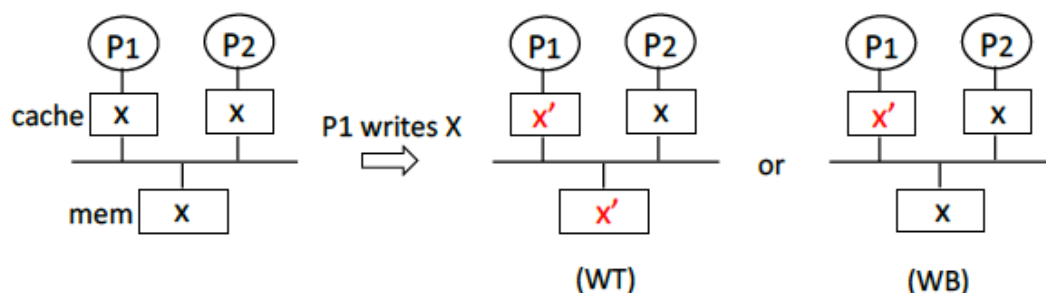 P1 P2 P1 P2 P1 P2
cache X X P1 writes X X’ X X’ X
or
mem X X’ X
(WT) (WB)